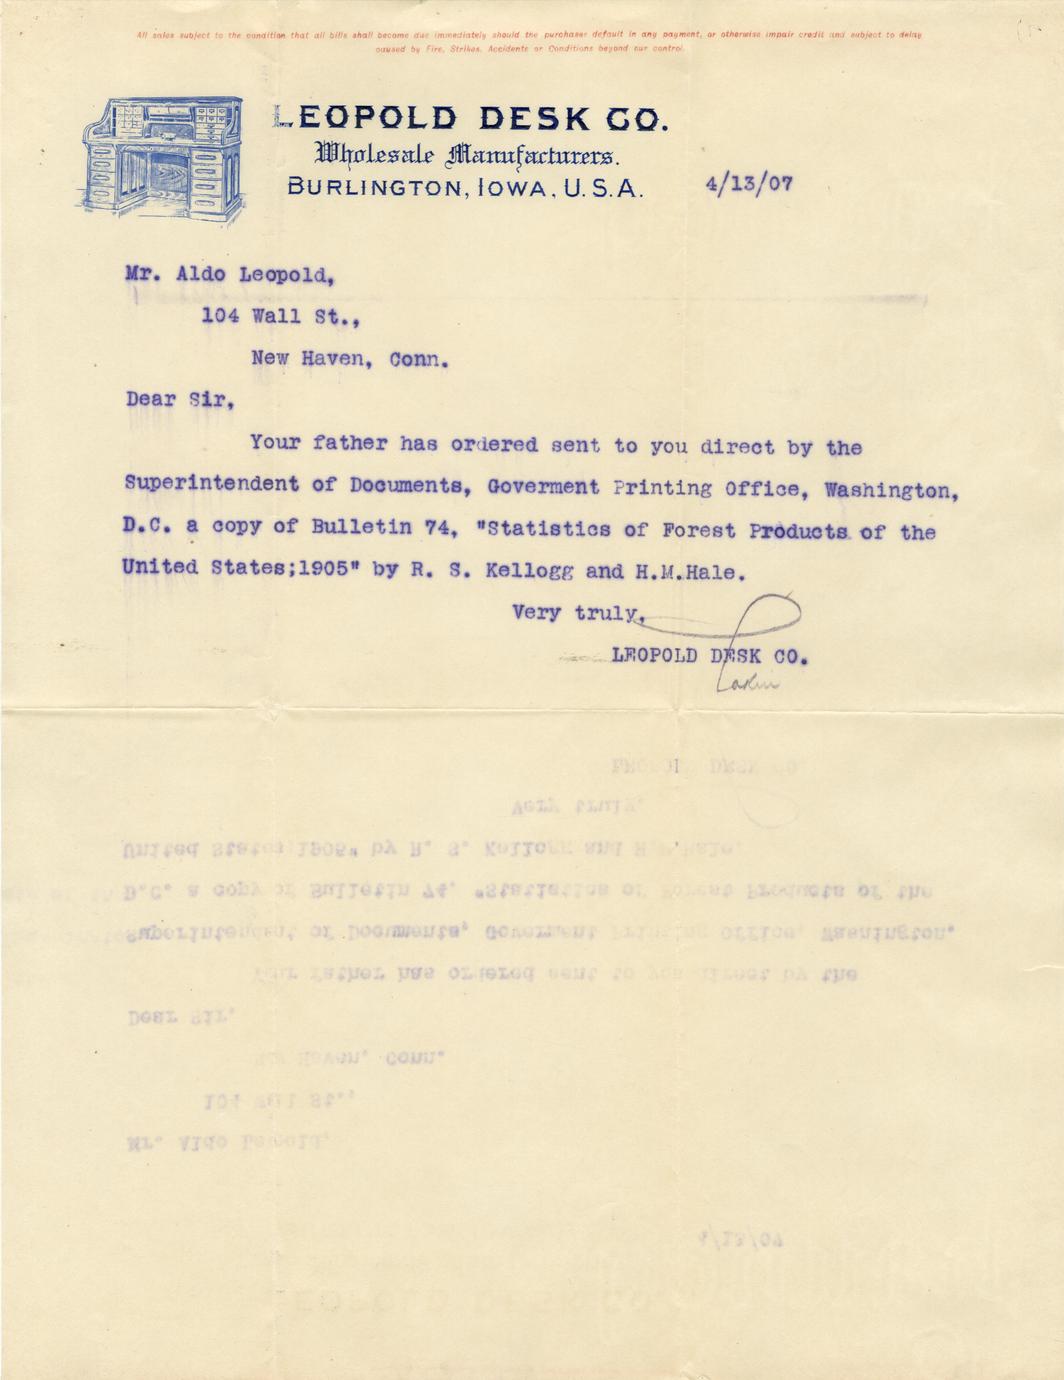 All sales subject to the condition that all bills shall become due immediately should the purchaser default in any payment, or otherwise impair credit and subject to delay
caused by Fire, Strikes, Accidents or Conditions beyond our control.
LEOPOLD DESK CO.
Wholesale Manufacturers.
BURLINGTON, IOWA, U.S.A.
4/13/07
Mr. Aldo Leopold,
104 Wall St.,
New Haven, Conn.
Dear Sir,
Your father has ordered sent to you direct by the
Superintendent of Documents, Goverment Printing Office, Washington,
D.C. a copy of Bulletin 74, "Statistics of Forest Products of the
United States;1905" by R. S. Kellogg and H.M.Hale.
Very truly,
LEOPOLD DESK CO.